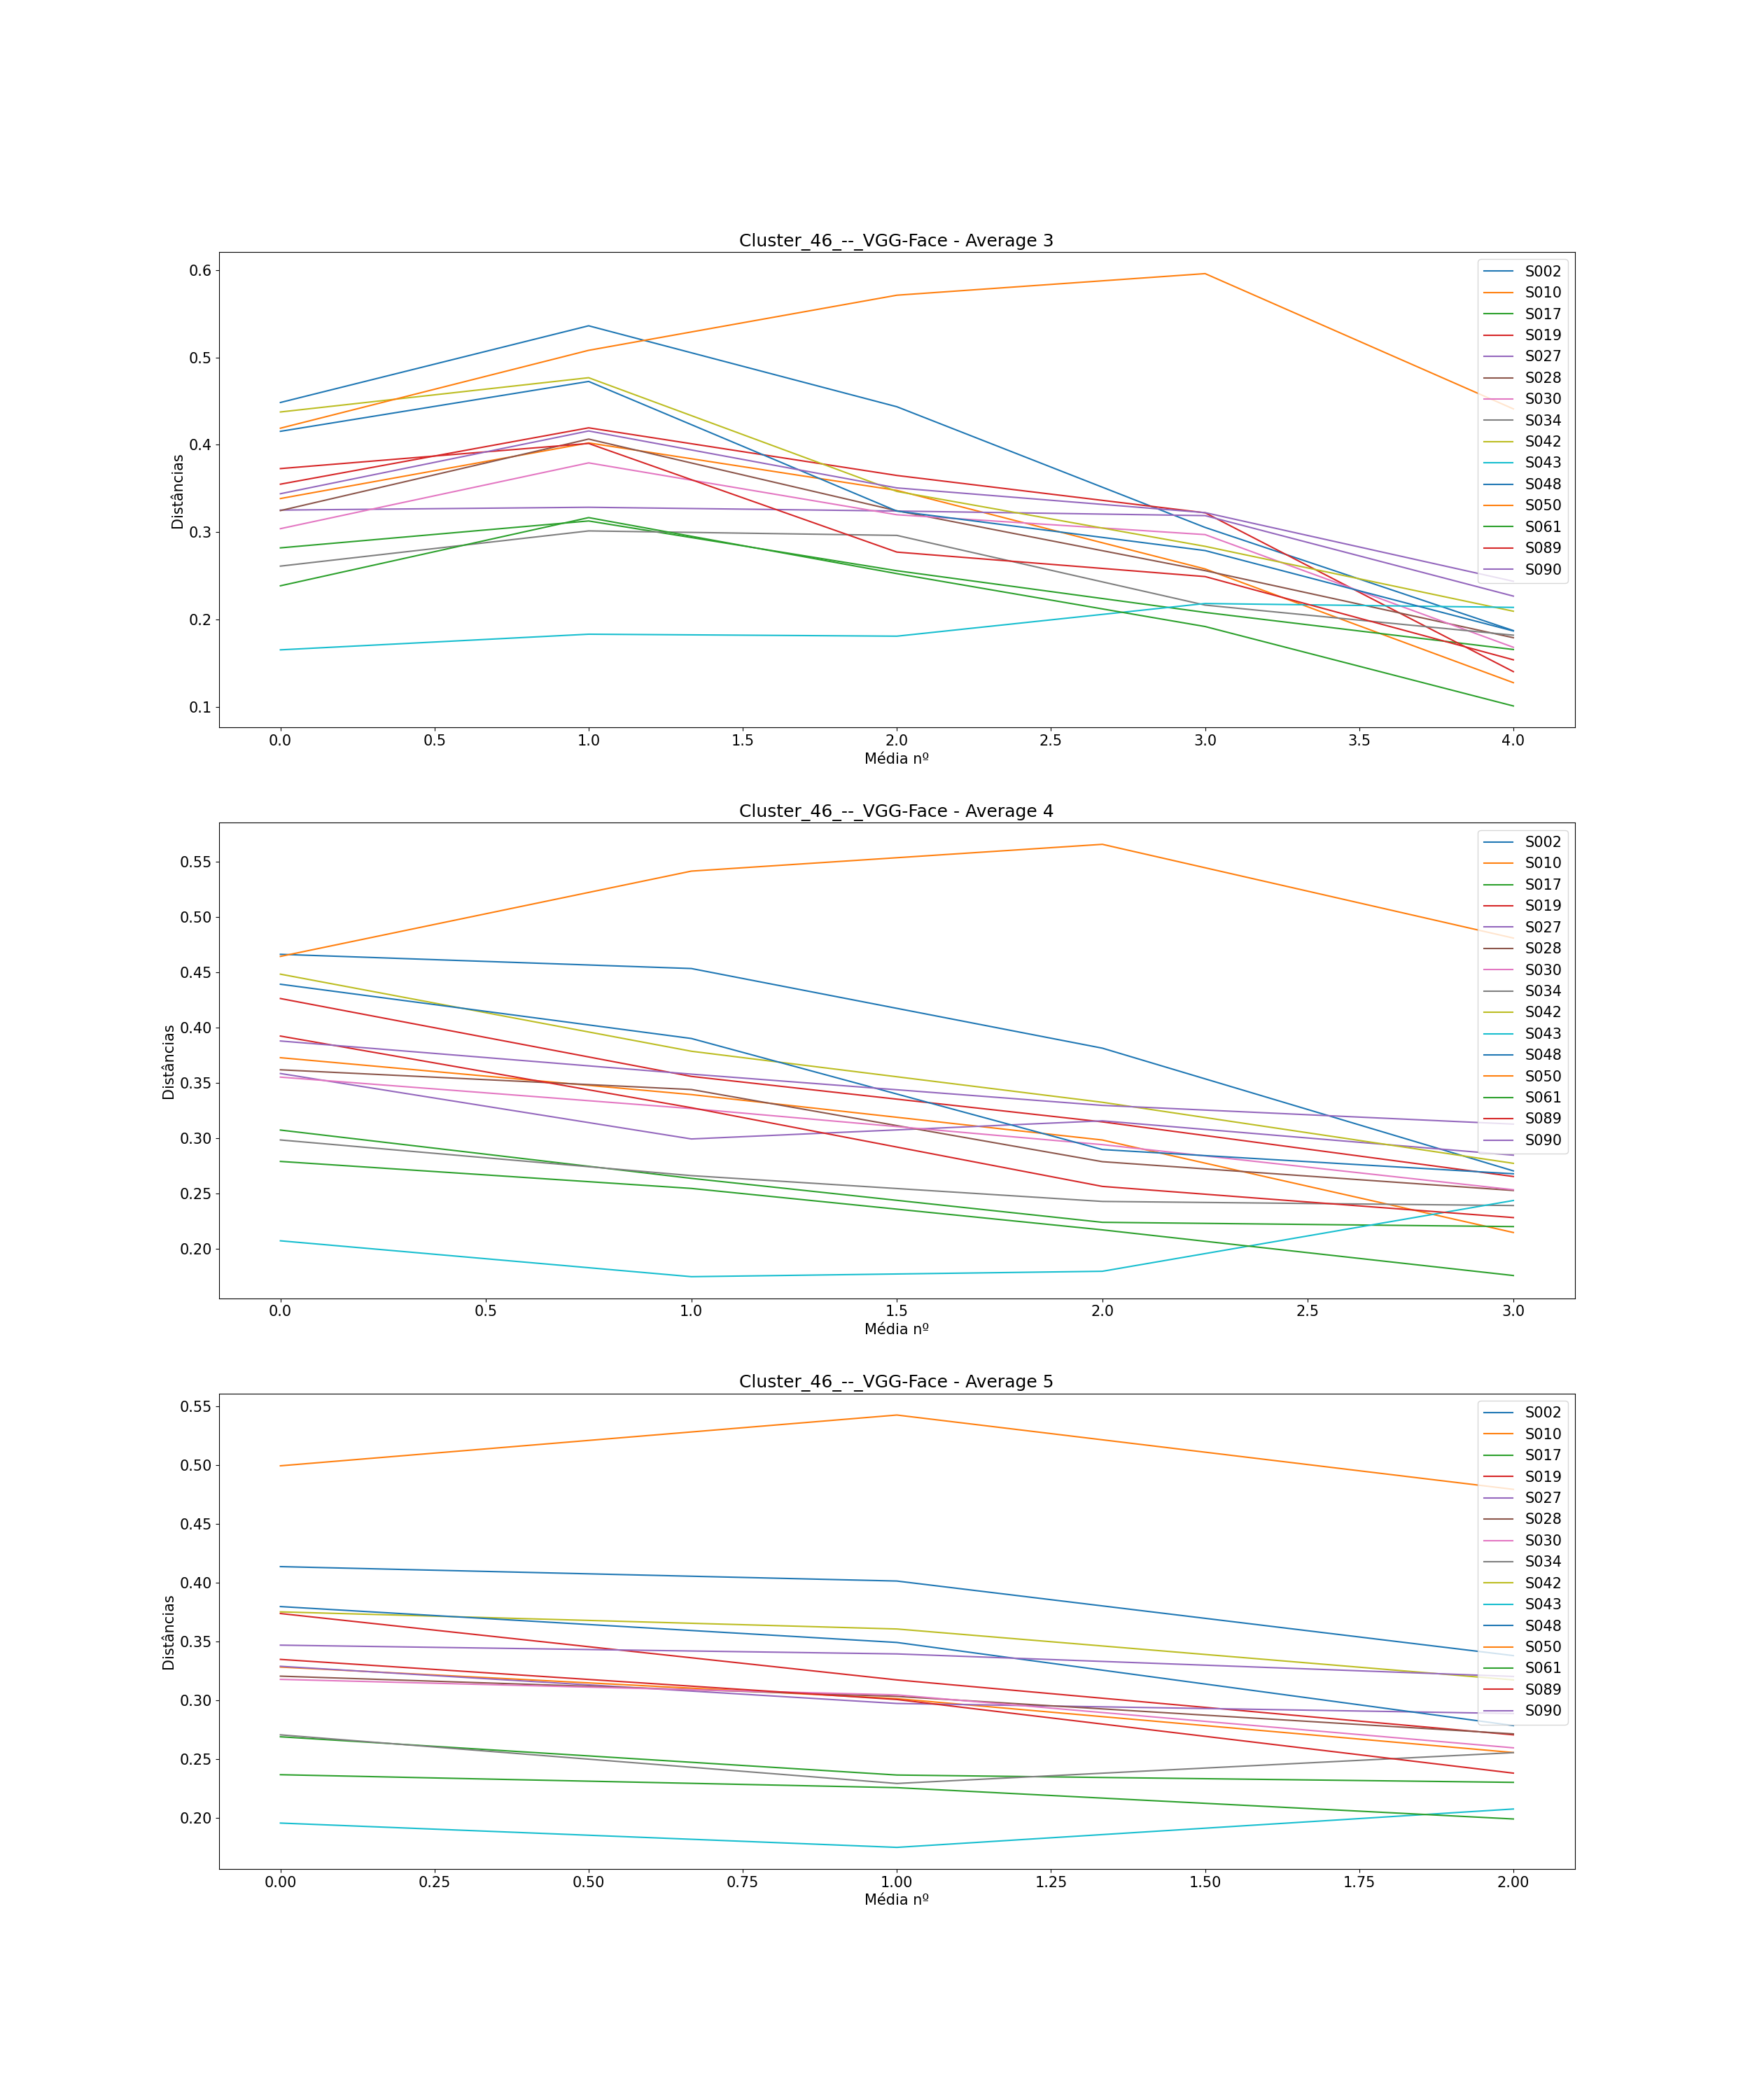 Cluster_46_--_VGG-Face - Average 3
0.6
0.5
0.4
0.3
0.2
0.1
Distâncias
0.0 0.5 1.0 1.5 2.0 2.5 3.0 3.5 4.0
Média nº
S002
S010
S017
S019
S027
S028
S030
S034
S042
S043
S048
S050
S061
S089
S090
Cluster_46_--_VGG-Face - Average 4
0.55
0.50
0.45
0.40
0.35
0.30
0.25
0.20
Distâncias
0.0 0.5 1.0 1.5 2.0 2.5 3.0
Média nº
S002
S010
S017
S019
S027
S028
S030
S034
S042
S043
S048
S050
S061
S089
S090
Cluster_46_--_VGG-Face - Average 5
0.55
0.50
0.45
0.40
0.35
0.30
0.25
0.20
Distâncias
0.00 0.25 0.50 0.75 1.00 1.25 1.50 1.75 2.00
Média nº
S002
S010
S017
S019
S027
S028
S030
S034
S042
S043
S048
S050
S061
S089
S090